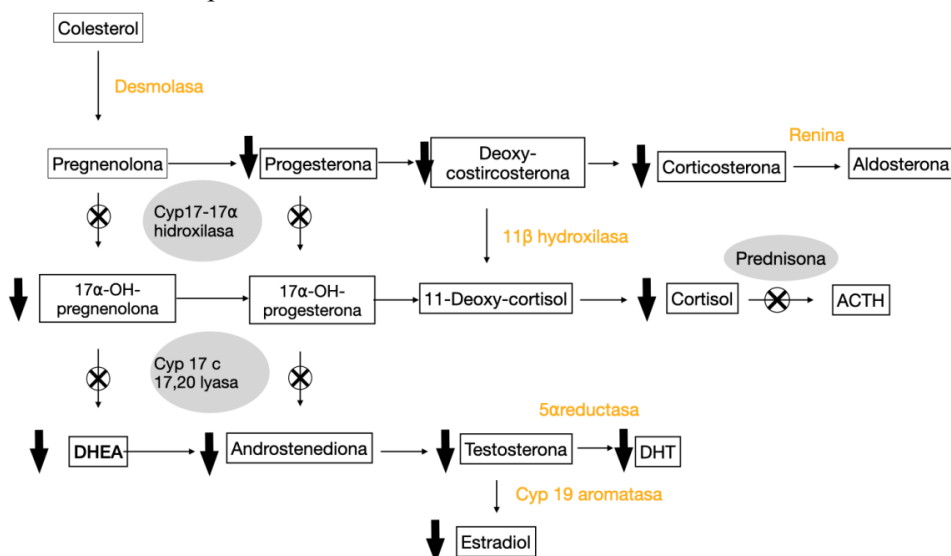 Colesterol
Desmolasa
Pregnenolona
Progesterona
Deoxy-
costircosterona
Corticosterona
Renina
Aldosterona
Cyp17-17α
hidroxilasa
11β hydroxilasa
Prednisona
17α-OH-
pregnenolona
17α-OH-
progesterona
11-Deoxy-cortisol
Cortisol
ACTH
Cyp 17 c
17,20 lyasa
5αreductasa
DHEA
Androstenediona
Testosterona
DHT
Cyp 19 aromatasa
Estradiol